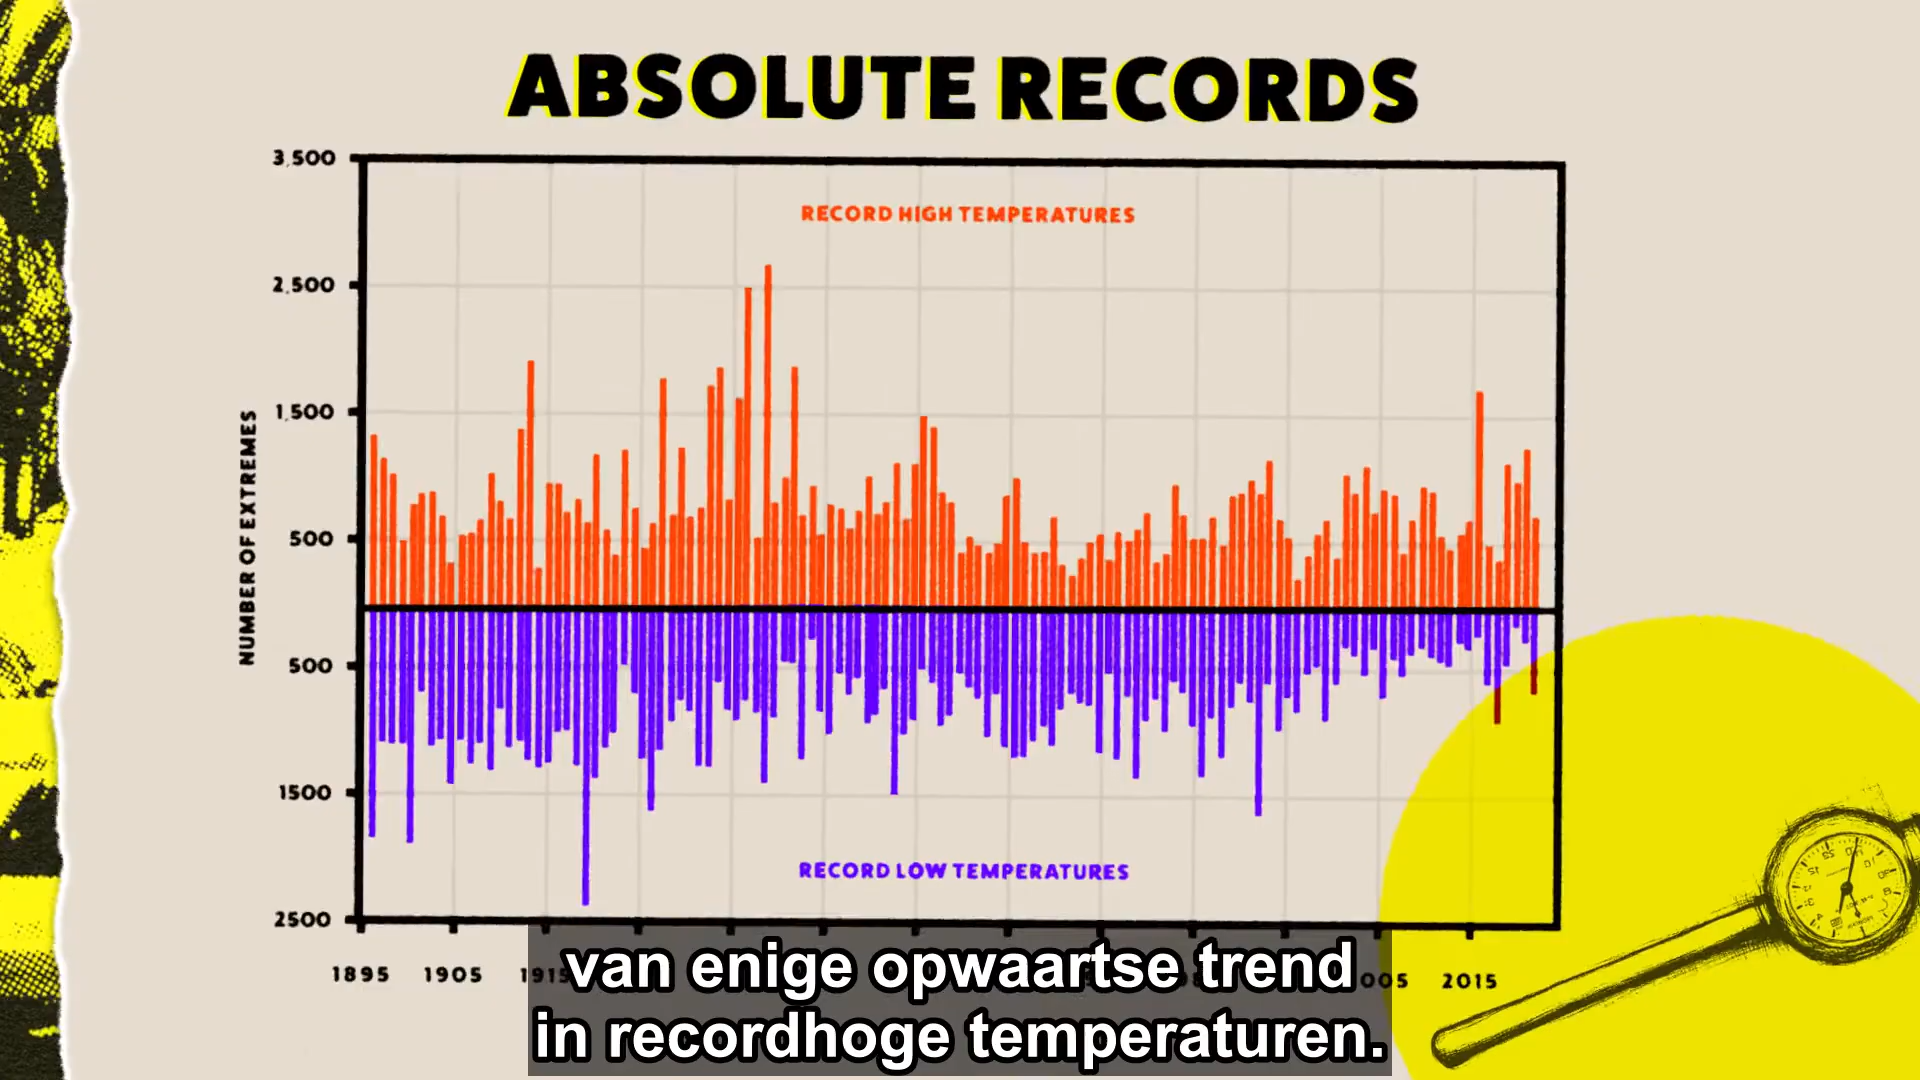 ABSOLUTE RECORDS
3,500
RECORD HIGH TEMPERATURES
2,500
1,500
500
NUMBER OF EXTREMES
500
1500
RECORD LOW TEMPERATURES
2500
1895 1905 1915 2015
van enige opwaartse trend
in recordhoge temperaturen.